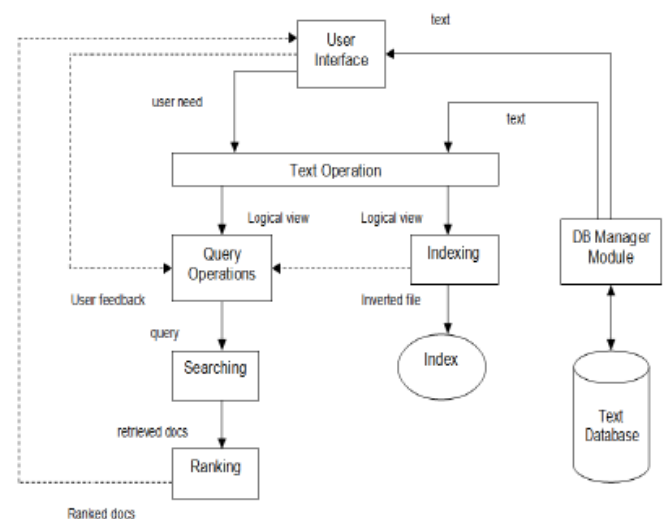 text
User
Interface
user need
text
Text Operation
Logical view
Logical view
Query
Operations
Indexing
DB Manager
Module
User feedback
Inverted file
query
Searching
Index
Text
Database
retrieved docs
Ranking
Ranked docs